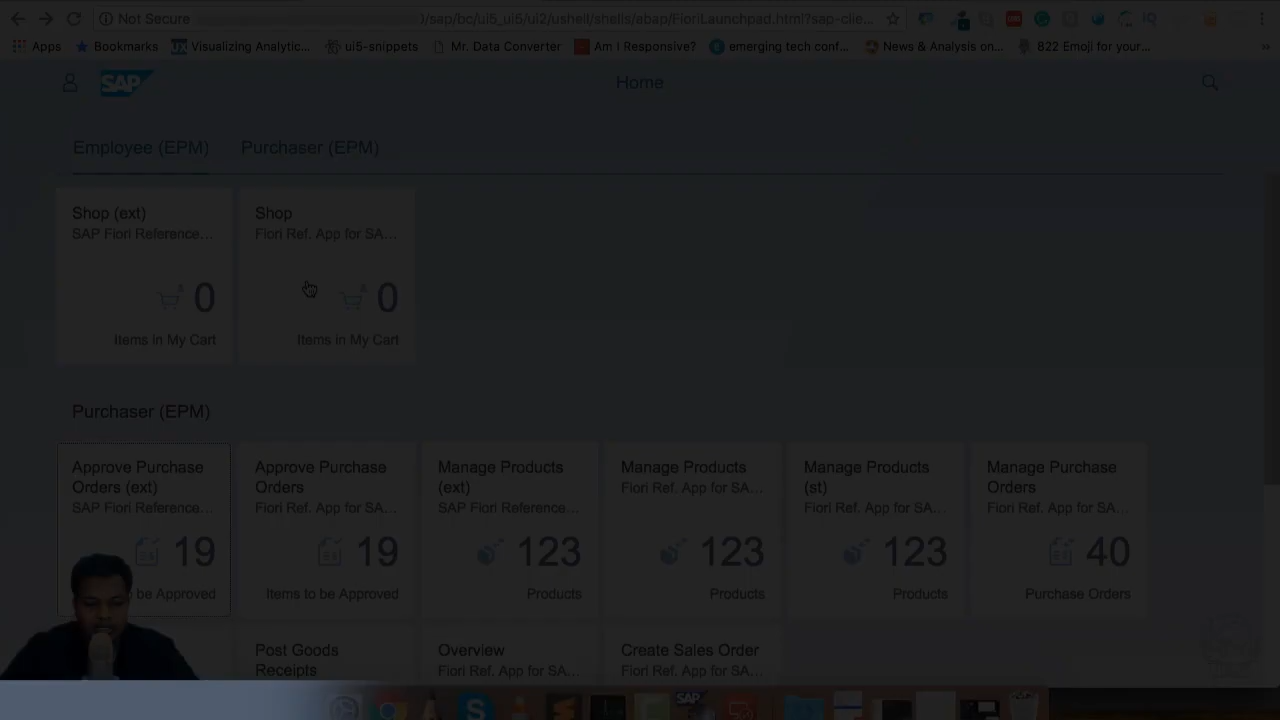 Not Secure
)/sap/bc/ui5_ui5/ui2/ushell/shells/abap/FioriLaunchpad.html?sap-clie...
Apps
Bookmarks
Visualizing Analytic...
ui5-snippets
Mr. Data Converter
Am I Responsive?
emerging tech conf...
News & Analysis on...
822 Emoji for your...
»
SAP
Home
Employee (EPM)
Purchaser (EPM)
Shop (ext)
SAP Fiori Reference...
0
Items in My Cart
Shop
Fiori Ref. App for SA...
0
Items in My Cart
Purchaser (EPM)
Approve Purchase
Orders (ext)
SAP Fiori Reference...
19
be Approved
Approve Purchase
Orders
Fiori Ref. App for SA...
19
Items to be Approved
Manage Products
(ext)
SAP Fiori Reference...
123
Products
Manage Products
Fiori Ref. App for SA...
123
Products
Manage Products
(st)
Fiori Ref. App for SA...
123
Products
Manage Purchase
Orders
Fiori Ref. App for SA...
40
Purchase Orders
Post Goods
Receipts
Overview
Fiori Ref. App for SA...
Create Sales Order
Fiori Ref. App for SA...
SAP